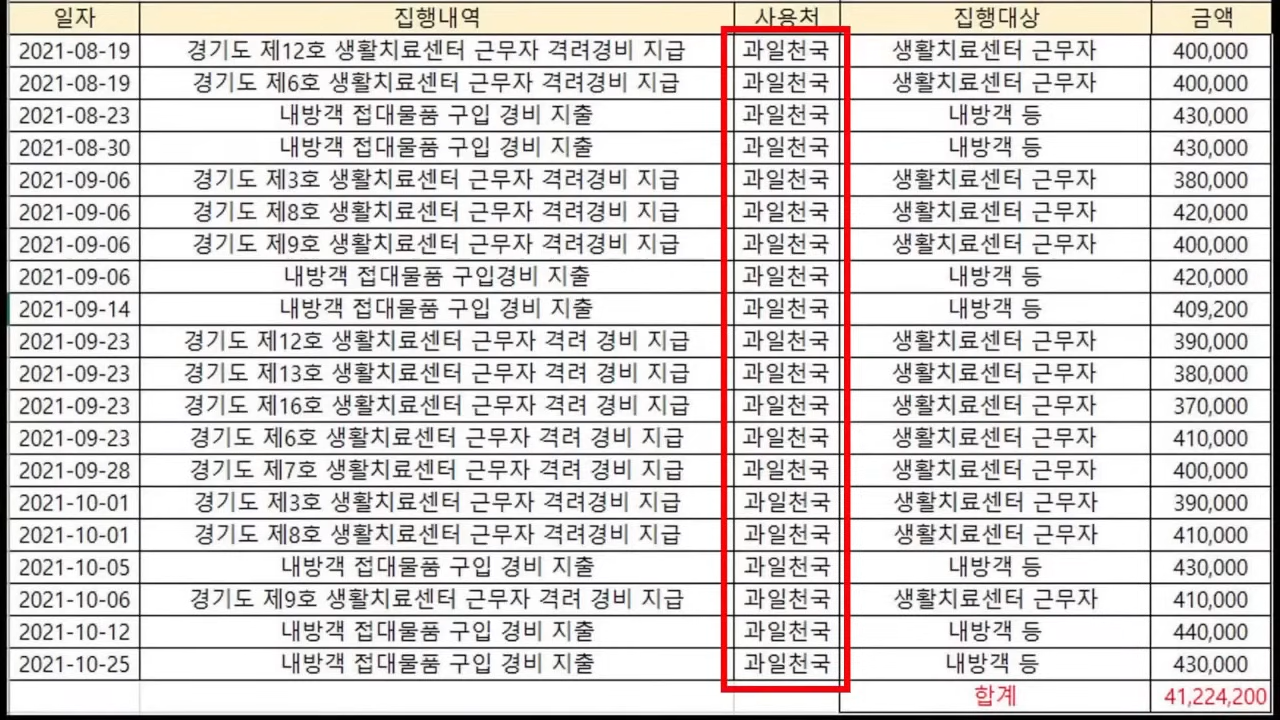 일자 집행내역 사용처 집행대상 금액
2021-08-19 경기도 제12호 생활치료센터 근무자 격려경비 지급 과일천국 생활치료센터 근무자 400,000
2021-08-19 경기도 제6호 생활치료센터 근무자 격려경비 지급 과일천국 생활치료센터 근무자 400,000
2021-08-23 내방객 접대물품 구입 경비 지출 과일천국 내방객 등 430,000
2021-08-30 내방객 접대물품 구입 경비 지출 과일천국 내방객 등 430,000
2021-09-06 경기도 제3호 생활치료센터 근무자 격려경비 지급 과일천국 생활치료센터 근무자 380,000
2021-09-06 경기도 제8호 생활치료센터 근무자 격려경비 지급 과일천국 생활치료센터 근무자 420,000
2021-09-06 경기도 제9호 생활치료센터 근무자 격려경비 지급 과일천국 생활치료센터 근무자 400,000
2021-09-06 내방객 접대물품 구입경비 지출 과일천국 내방객 등 420,000
2021-09-14 내방객 접대물품 구입 경비 지출 과일천국 내방객 등 409,200
2021-09-23 경기도 제12호 생활치료센터 근무자 격려 경비 지급 과일천국 생활치료센터 근무자 390,000
2021-09-23 경기도 제13호 생활치료센터 근무자 격려 경비 지급 과일천국 생활치료센터 근무자 380,000
2021-09-23 경기도 제16호 생활치료센터 근무자 격려 경비 지급 과일천국 생활치료센터 근무자 370,000
2021-09-23 경기도 제6호 생활치료센터 근무자 격려 경비 지급 과일천국 생활치료센터 근무자 410,000
2021-09-28 경기도 제7호 생활치료센터 근무자 격려 경비 지급 과일천국 생활치료센터 근무자 400,000
2021-10-01 경기도 제3호 생활치료센터 근무자 격려경비 지급 과일천국 생활치료센터 근무자 390,000
2021-10-01 경기도 제8호 생활치료센터 근무자 격려경비 지급 과일천국 생활치료센터 근무자 410,000
2021-10-05 내방객 접대물품 구입 경비 지출 과일천국 내방객 등 430,000
2021-10-06 경기도 제9호 생활치료센터 근무자 격려 경비 지급 과일천국 생활치료센터 근무자 410,000
2021-10-12 내방객 접대물품 구입 경비 지출 과일천국 내방객 등 440,000
2021-10-25 내방객 접대물품 구입 경비 지출 과일천국 내방객 등 430,000
합계 41,224,200